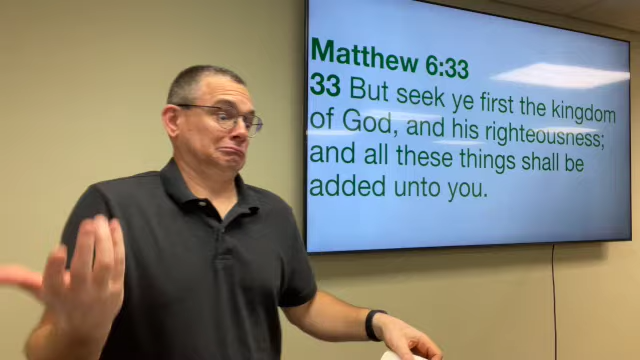 Matthew 6:33
33 But seek ye first the kingdom
of God, and his righteousness;
and all these things shall be
added unto you.